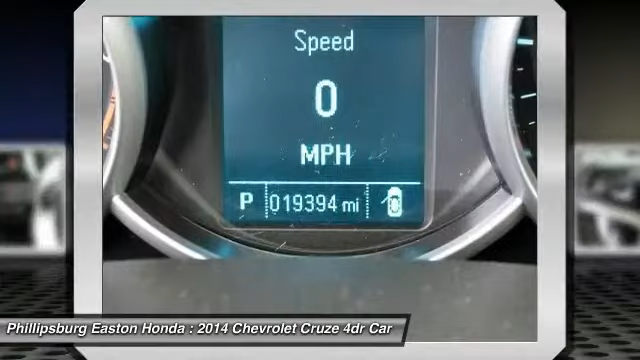 Speed
0
MPH
P 019394 mi
Phillipsburg Easton Honda : 2014 Chevrolet Cruze 4dr Car